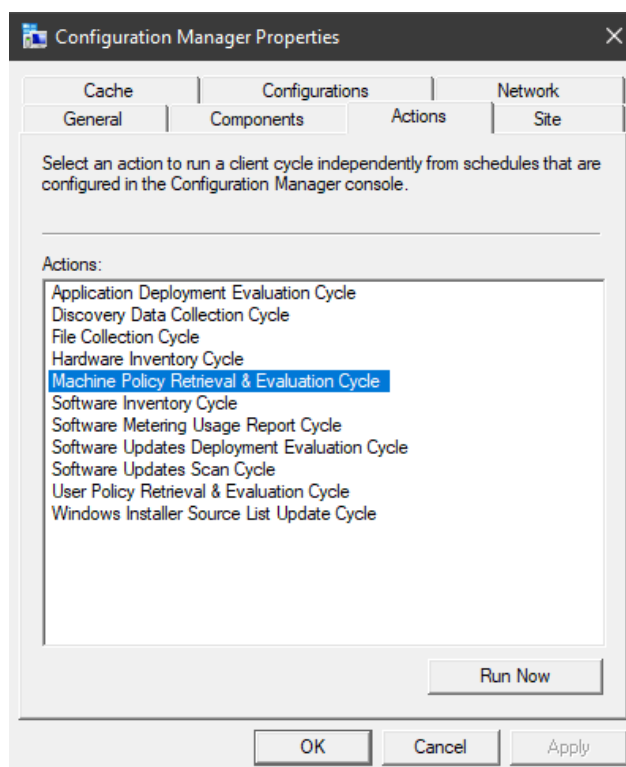 Configuration Manager Properties
Cache
Configurations
Network
General
Components
Actions
Site
Select an action to run a client cycle independently from schedules that are
configured in the Configuration Manager console.
Actions:
Application Deployment Evaluation Cycle
Discovery Data Collection Cycle
File Collection Cycle
Hardware Inventory Cycle
Machine Policy Retrieval & Evaluation Cycle
Software Inventory Cycle
Software Metering Usage Report Cycle
Software Updates Deployment Evaluation Cycle
Software Updates Scan Cycle
User Policy Retrieval & Evaluation Cycle
Windows Installer Source List Update Cycle
Run Now
OK
Cancel
Apply